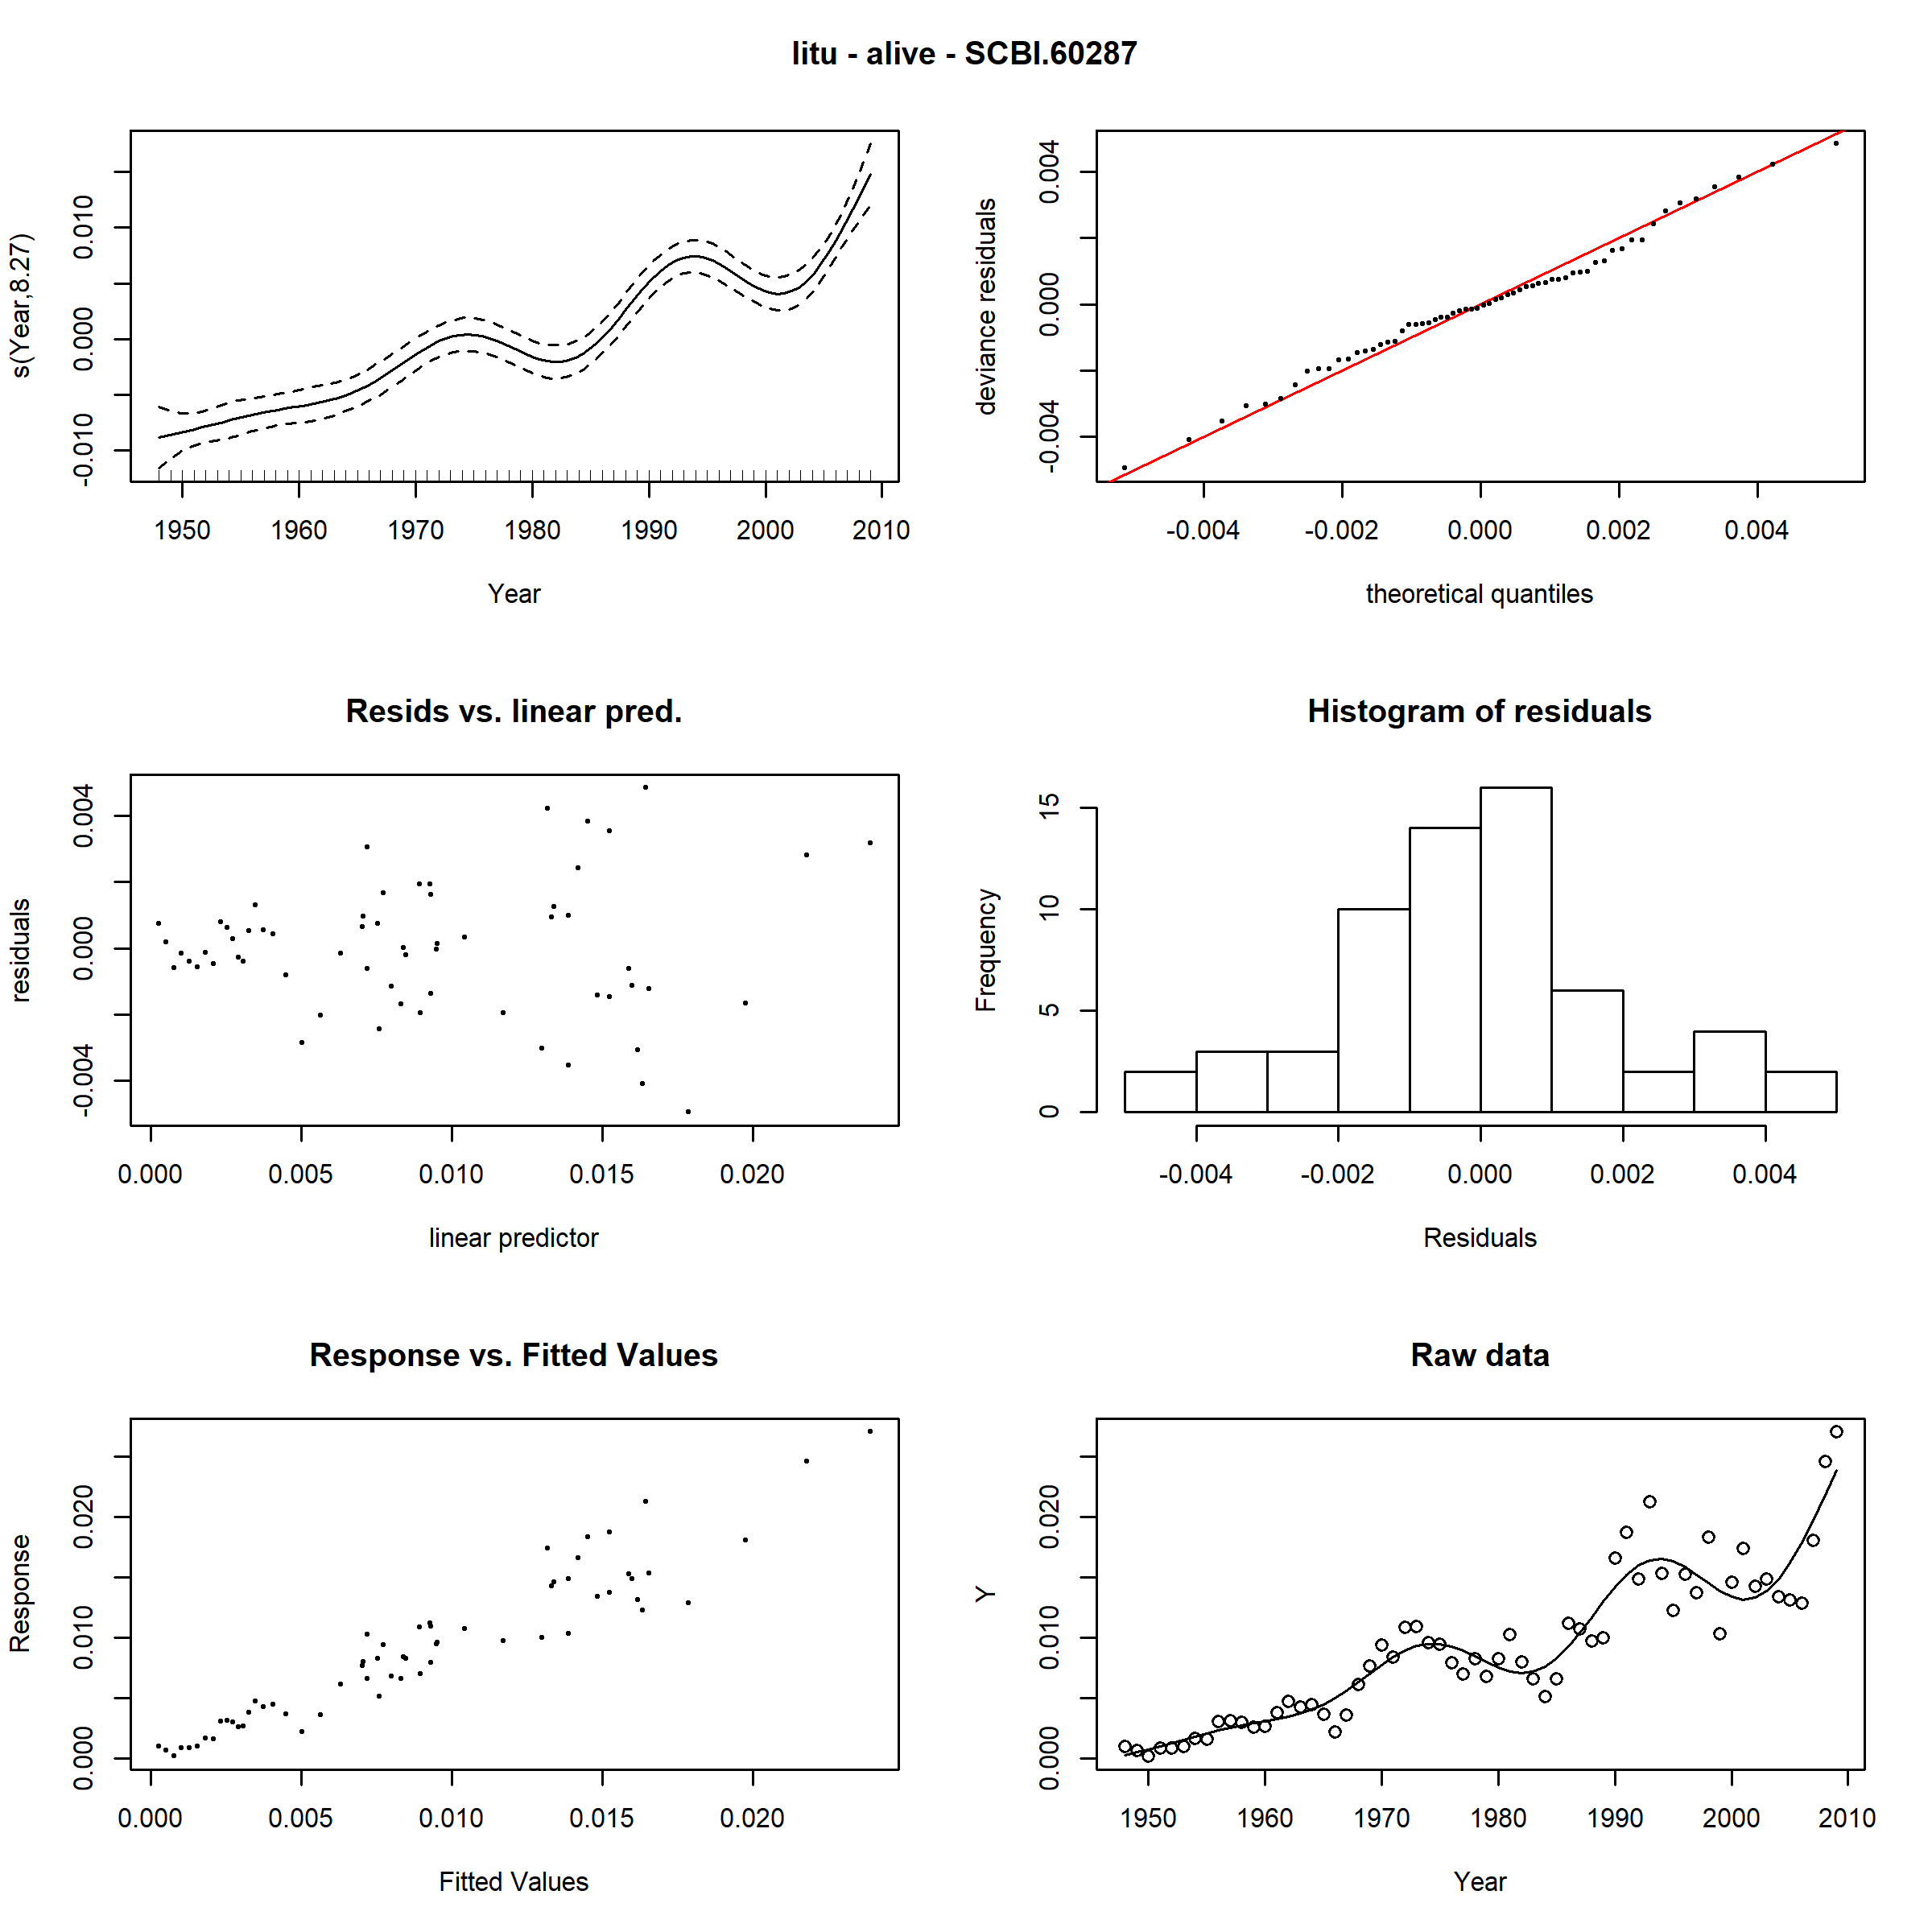 litu - alive - SCBI.60287
s(Year,8.27)
-0.010 0.000 0.010
1950 1960 1970 1980 1990 2000 2010
Year
deviance residuals
-0.004 0.000 0.004
-0.004 -0.002 0.000 0.002 0.004
theoretical quantiles
Resids vs. linear pred.
residuals
-0.004 0.000 0.004
0.000 0.005 0.010 0.015 0.020
linear predictor
Histogram of residuals
Frequency
0 5 10 15
-0.004 -0.002 0.000 0.002 0.004
Residuals
Response vs. Fitted Values
Response
0.000 0.010 0.020
0.000 0.005 0.010 0.015 0.020
Fitted Values
Raw data
Y
0.000 0.010 0.020
1950 1960 1970 1980 1990 2000 2010
Year